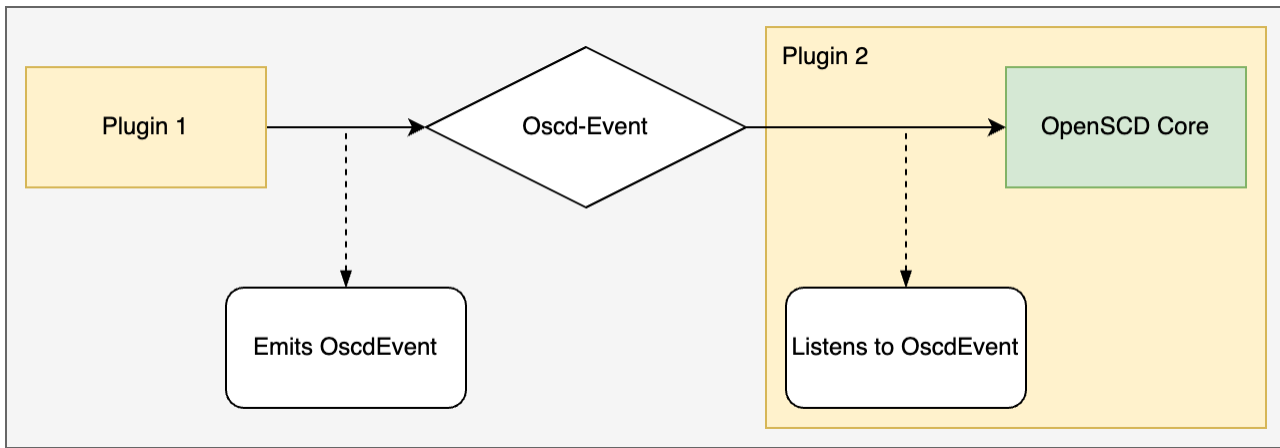 Plugin 2
Plugin 1
Oscd-Event
OpenSCD Core
Emits OscdEvent
Listens to OscdEvent